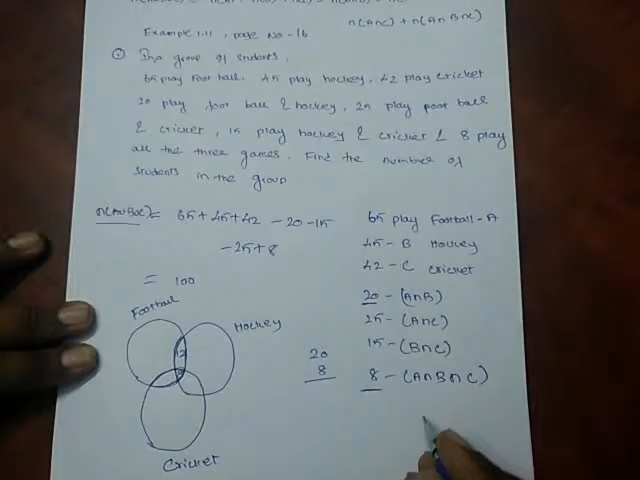 n(A∩C) + n(A∩B∩C)
Example 1.11, page No - 16
In a group of students,
65 play foot ball, 45 play hockey, 42 play cricket
20 play foot ball & hockey, 25 play foot ball
& cricket, 15 play hockey & cricket & 8 play
all the three games. Find the number of
students in the group
n(AUBUC) = 65+45+42 -20-15
-25+8
= 100
65 play Football - A
45 - B Hockey
42 - C cricket
20 - (A∩B)
25 - (A∩C)
15 - (B∩C)
8 - (A∩B∩C)
Football
Hockey
12
20
8
8
Cricket